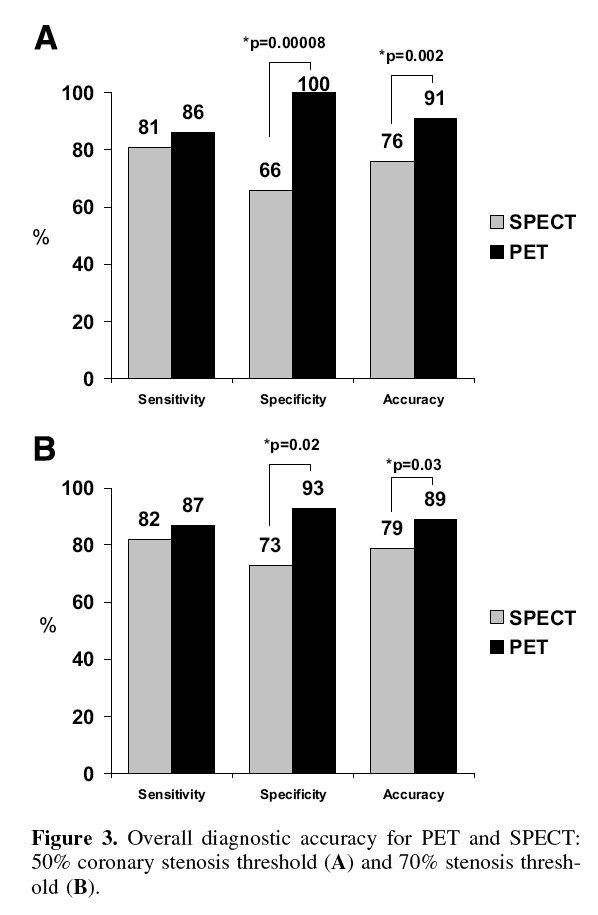 A
*p=0.00008
*p=0.002
100
80
60
40
20
0
%
81
86
66
100
76
91
Sensitivity
Specificity
Accuracy
SPECT
PET
B
*p=0.02
*p=0.03
100
80
60
40
20
0
%
82
87
73
93
79
89
Sensitivity
Specificity
Accuracy
SPECT
PET
Figure 3. Overall diagnostic accuracy for PET and SPECT:
50% coronary stenosis threshold (A) and 70% stenosis thresh-
old (B).